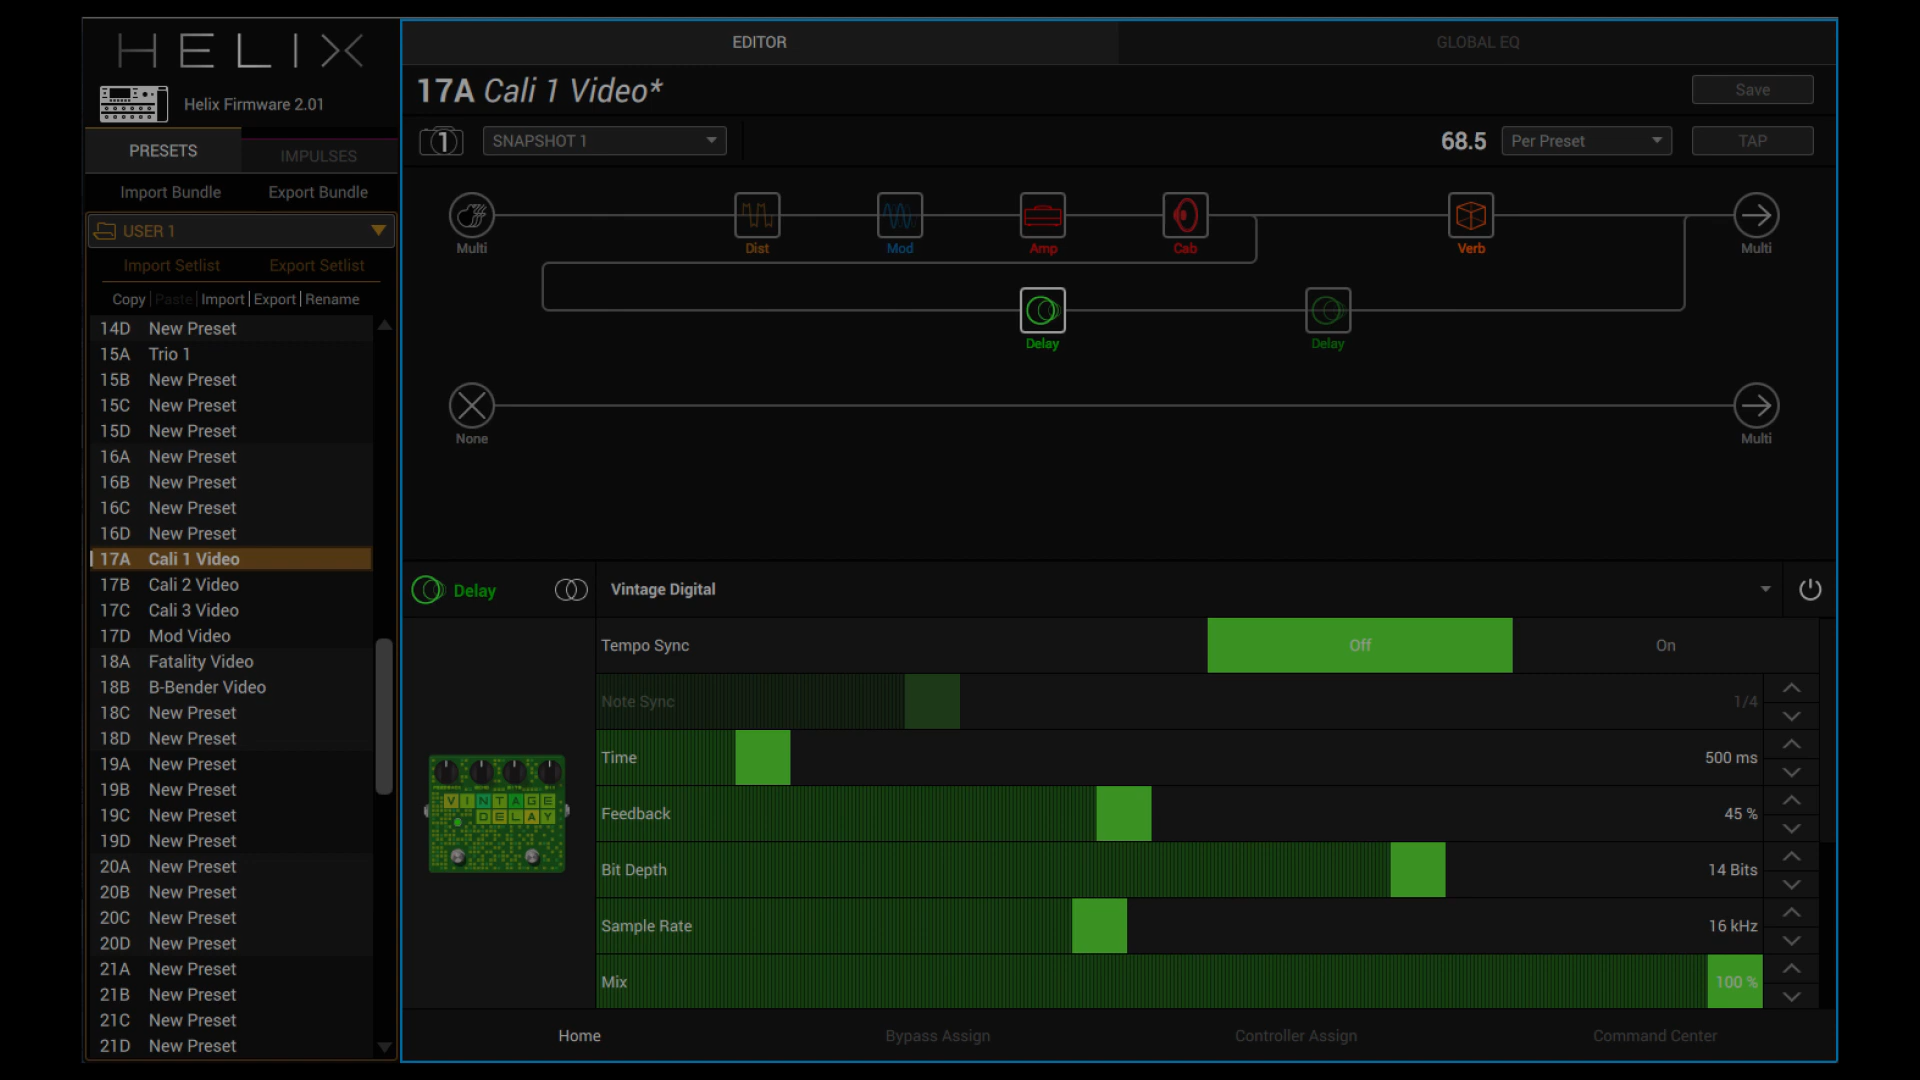 HELIX
Helix Firmware 2.01
PRESETS
IMPULSES
Import Bundle
Export Bundle
USER 1
Import Setlist
Export Setlist
Copy | Paste | Import | Export | Rename
14D New Preset
15A Trio 1
15B New Preset
15C New Preset
15D New Preset
16A New Preset
16B New Preset
16C New Preset
16D New Preset
17A Cali 1 Video
17B Cali 2 Video
17C Cali 3 Video
17D Mod Video
18A Fatality Video
18B B-Bender Video
18C New Preset
18D New Preset
19A New Preset
19B New Preset
19C New Preset
19D New Preset
20A New Preset
20B New Preset
20C New Preset
20D New Preset
21A New Preset
21B New Preset
21C New Preset
21D New Preset
EDITOR
GLOBAL EQ
17A Cali 1 Video*
Save
1
SNAPSHOT 1
68.5
Per Preset
TAP
Multi
Dist
Mod
Amp
Cab
Verb
Multi
Delay
Delay
None
Multi
Delay
Vintage Digital
VINTAGE
DELAY
Tempo Sync Off On
Note Sync 1/4
Time 500 ms
Feedback 45 %
Bit Depth 14 Bits
Sample Rate 16 kHz
Mix 100 %
Home
Bypass Assign
Controller Assign
Command Center